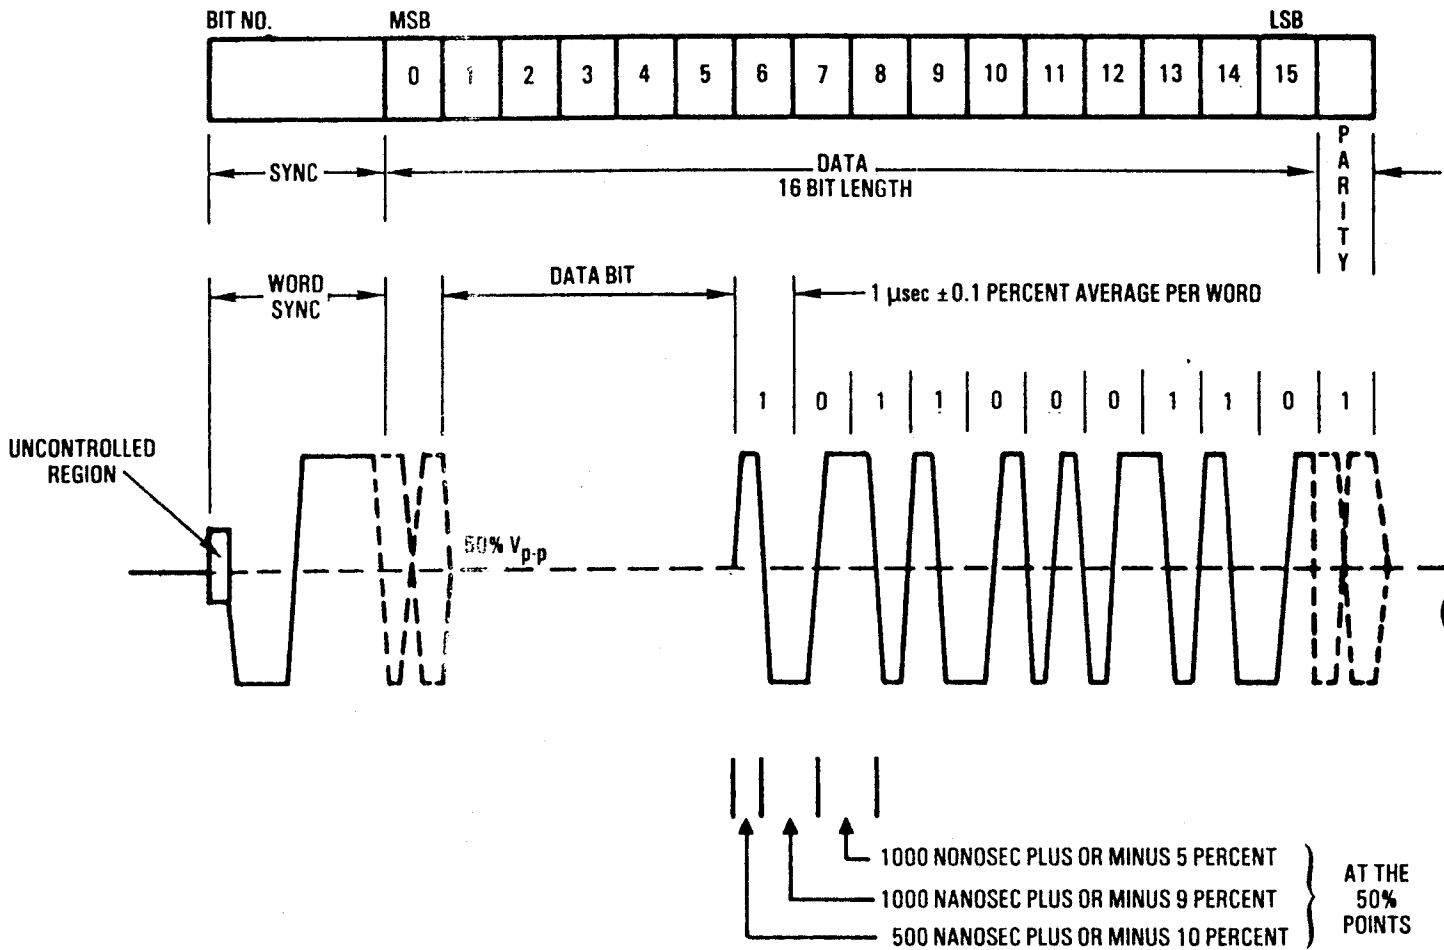 BIT NO. MSB LSB
0 1 2 3 4 5 6 7 8 9 10 11 12 13 14 15
SYNC
DATA
16 BIT LENGTH
PARITY
WORD
SYNC
DATA BIT
1 µsec ±0.1 PERCENT AVERAGE PER WORD
1 0 1 1 0 0 0 1 1 0 1
UNCONTROLLED
REGION
50% Vp-p
1000 NONOSEC PLUS OR MINUS 5 PERCENT
1000 NANOSEC PLUS OR MINUS 9 PERCENT
500 NANOSEC PLUS OR MINUS 10 PERCENT
AT THE
50%
POINTS